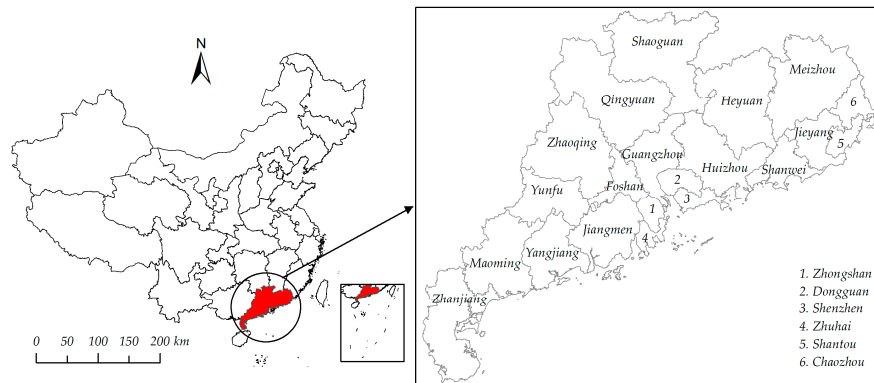 N
0 50 100 150 200 km
Shaoguan
Meizhou
Qingyuan
Heyuan
6
Zhaoqing
Jieyang
5
Guangzhou
Huizhou
Shanwei
2
Yunfu
Foshan
3
1
Jiangmen
4
Yangjiang
Maoming
Zhanjiang
1. Zhongshan
2. Dongguan
3. Shenzhen
4. Zhuhai
5. Shantou
6. Chaozhou